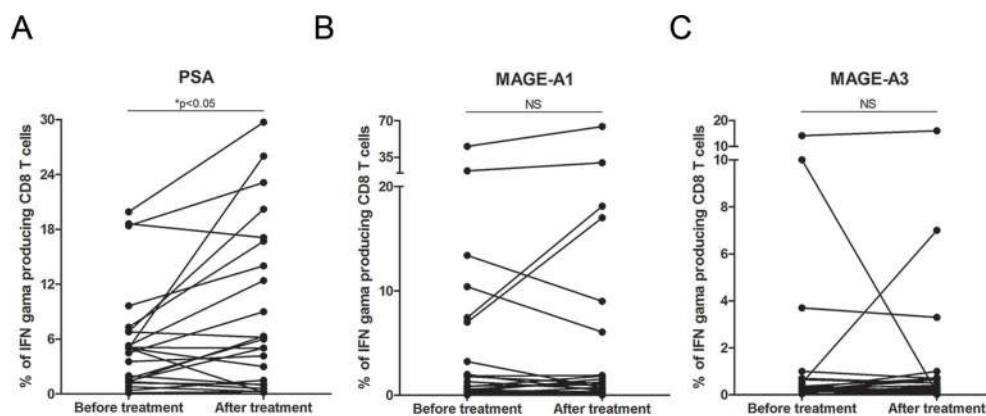 A
PSA
*p<0.05
% of IFN gama producing CD8 T cells
30
24
18
12
6
0
Before treatment After treatment
B
MAGE-A1
NS
% of IFN gama producing CD8 T cells
70
35
20
10
0
Before treatment After treatment
C
MAGE-A3
NS
% of IFN gama producing CD8 T cells
20
10
10
8
6
4
2
0
Before treatment After treatment